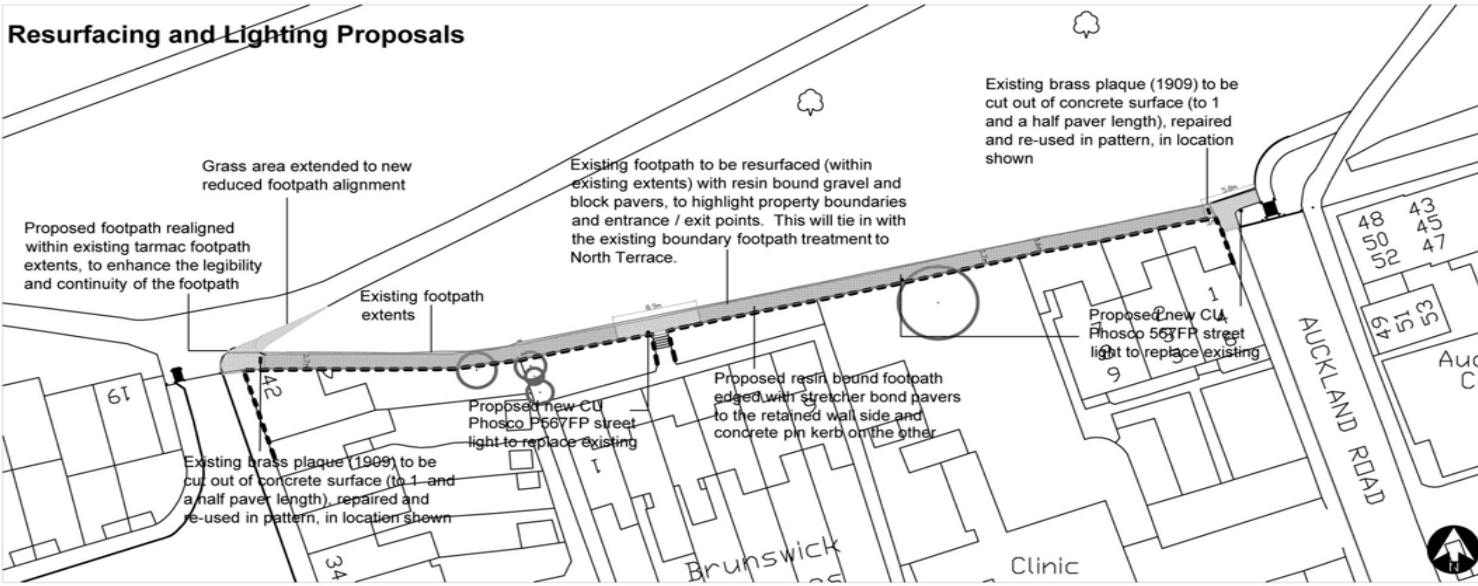 Resurfacing and Lighting Proposals
Existing brass plaque (1909) to be
cut out of concrete surface (to 1
and a half paver length), repaired
and re-used in pattern, in location
shown
Grass area extended to new
reduced footpath alignment
Existing footpath to be resurfaced (within
existing extents) with resin bound gravel and
block pavers, to highlight property boundaries
and entrance / exit points. This will tie in with
the existing boundary footpath treatment to
North Terrace.
Proposed footpath realigned
within existing tarmac footpath
extents, to enhance the legibility
and continuity of the footpath
Existing footpath
extents
5.0m
8.5m
48
50
52
43
45
47
49
51
53
19
42
Proposed new CU
Phosco 567FP street
light to replace existing
Proposed resin bound footpath
edged with stretcher bond pavers
to the retained wall side and
concrete pin kerb on the other
Proposed new CU
Phosco P567FP street
light to replace existing
Existing brass plaque (1909) to be
cut out of concrete surface (to 1 and
a half paver length), repaired and
re-used in pattern, in location shown
1
34
AUCKLAND ROAD
Brunswick
Clinic
N